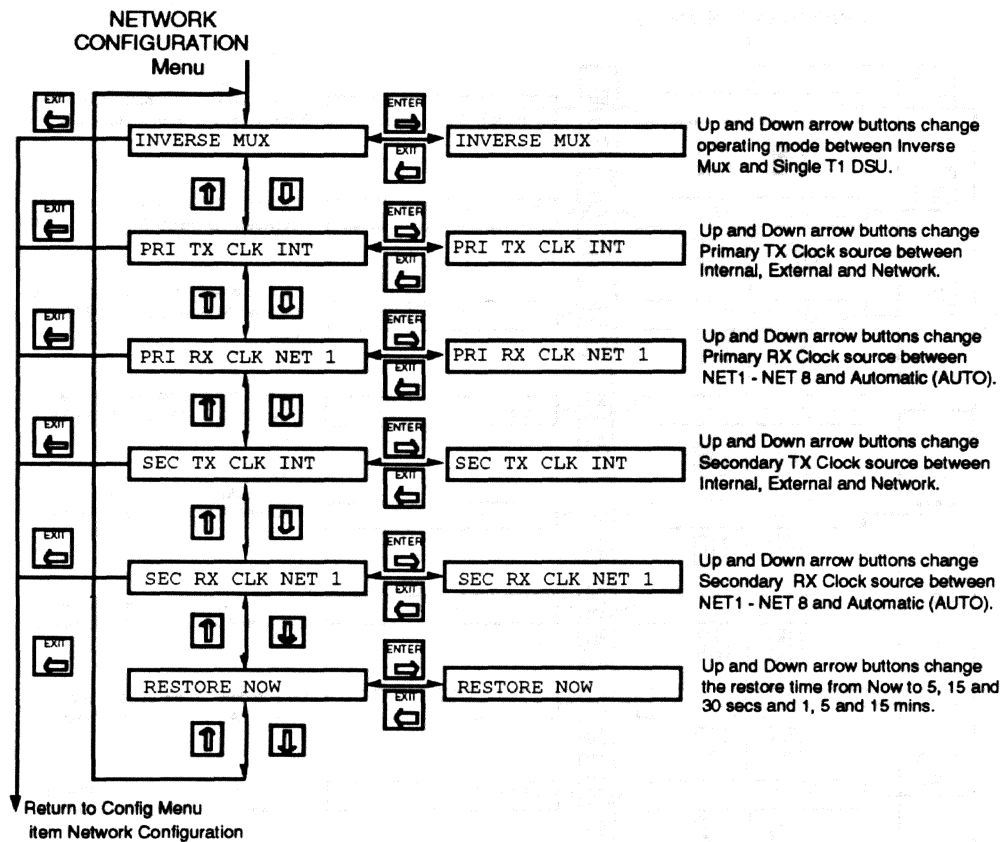 NETWORK
CONFIGURATION
Menu
EXIT
ENTER
INVERSE MUX
INVERSE MUX
EXIT
Up and Down arrow buttons change
operating mode between Inverse
Mux and Single T1 DSU.
EXIT
ENTER
PRI TX CLK INT
PRI TX CLK INT
EXIT
Up and Down arrow buttons change
Primary TX Clock source between
Internal, External and Network.
EXIT
ENTER
PRI RX CLK NET 1
PRI RX CLK NET 1
EXIT
Up and Down arrow buttons change
Primary RX Clock source between
NET1 - NET 8 and Automatic (AUTO).
EXIT
ENTER
SEC TX CLK INT
SEC TX CLK INT
EXIT
Up and Down arrow buttons change
Secondary TX Clock source between
Internal, External and Network.
EXIT
ENTER
SEC RX CLK NET 1
SEC RX CLK NET 1
EXIT
Up and Down arrow buttons change
Secondary RX Clock source between
NET1 - NET 8 and Automatic (AUTO).
EXIT
ENTER
RESTORE NOW
RESTORE NOW
EXIT
Up and Down arrow buttons change
the restore time from Now to 5, 15 and
30 secs and 1, 5 and 15 mins.
Return to Config Menu
item Network Configuration